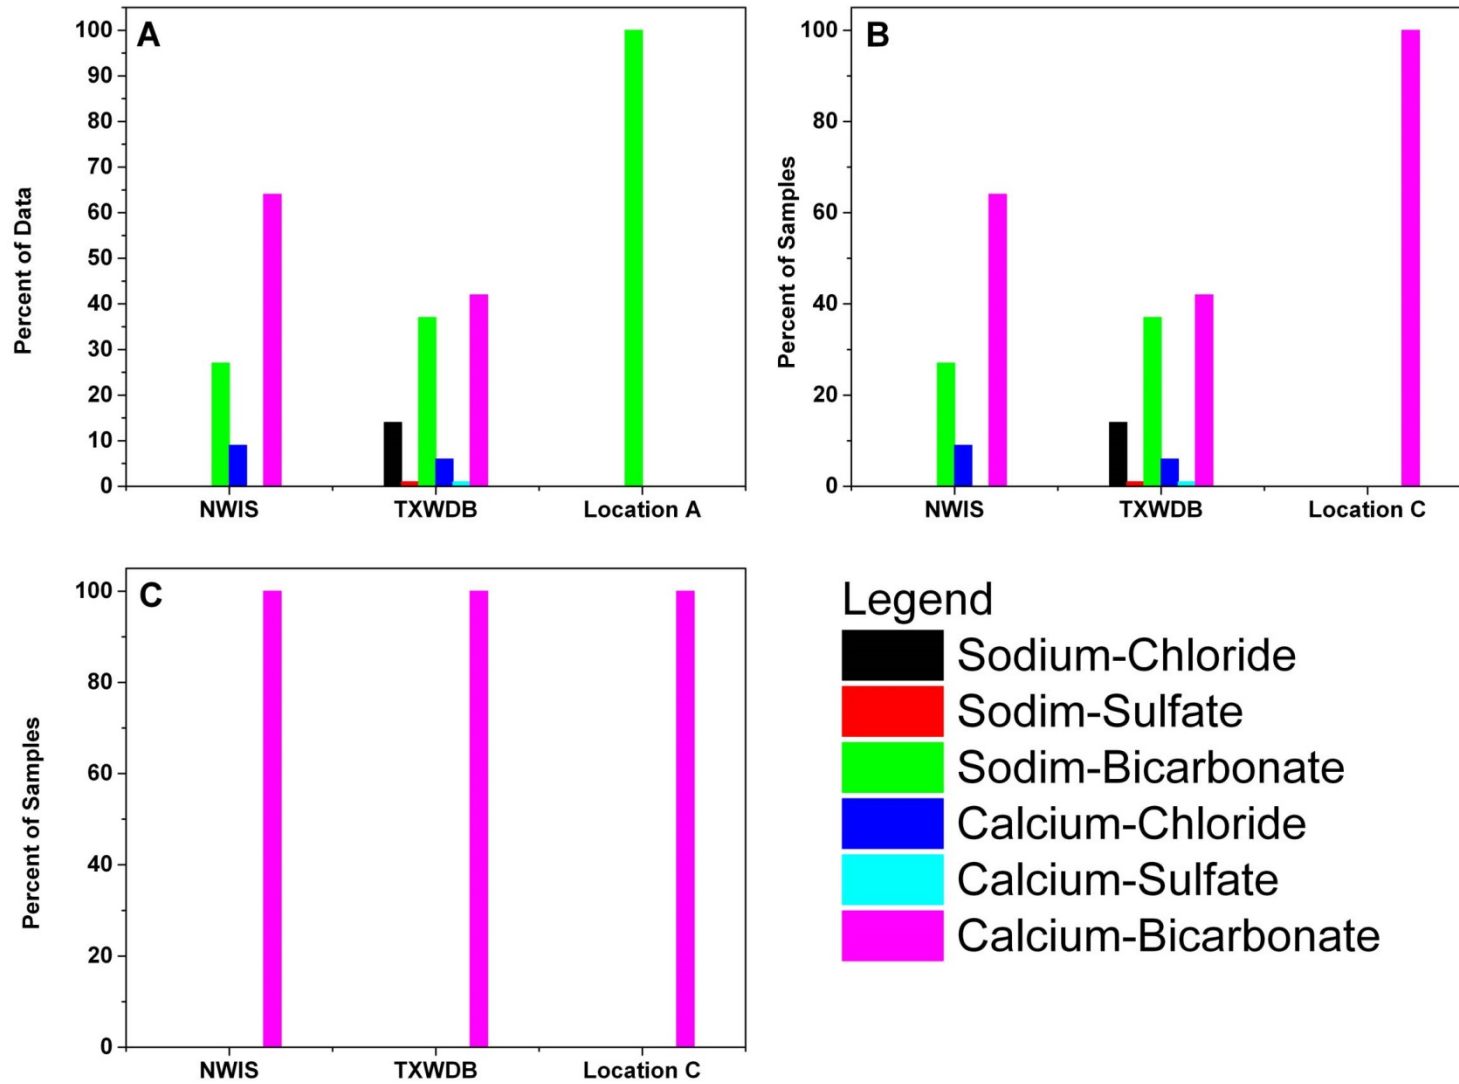 A
Percent of Data
100
90
80
70
60
50
40
30
20
10
0
NWIS TXWDB Location A
B
Percent of Samples
100
80
60
40
20
0
NWIS TXWDB Location C
C
Percent of Samples
100
80
60
40
20
0
NWIS TXWDB Location C
Legend
Sodium-Chloride
Sodim-Sulfate
Sodim-Bicarbonate
Calcium-Chloride
Calcium-Sulfate
Calcium-Bicarbonate